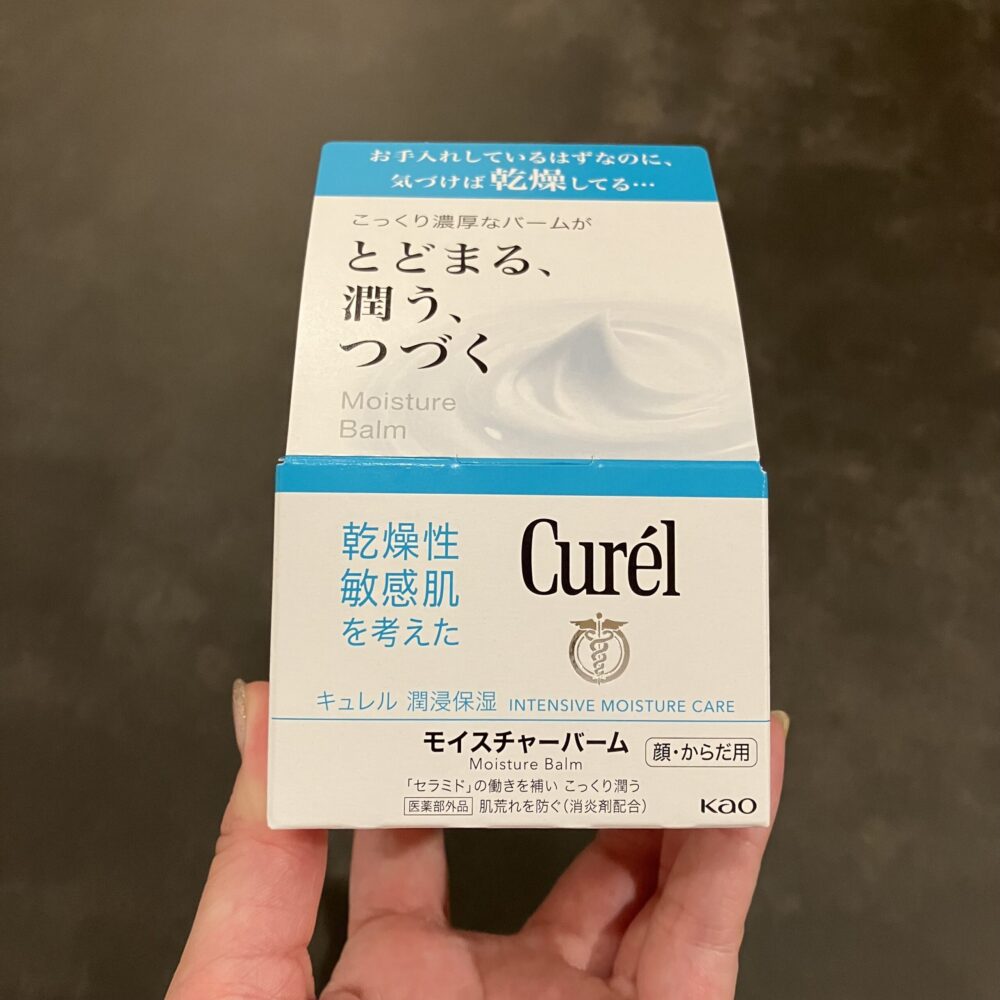 お手入れしているはずなのに、
気づけば乾燥してる…
こっくり濃厚なバームが
とどまる、
潤う、
つづく
Moisture
Balm
乾燥性
敏感肌
を考えた
Curél
キュレル 潤浸保湿 INTENSIVE MOISTURE CARE
モイスチャーバーム
Moisture Balm
顔・からだ用
「セラミド」の働きを補い こっくり潤う
医薬部外品 肌荒れを防ぐ(消炎剤配合)
Kao